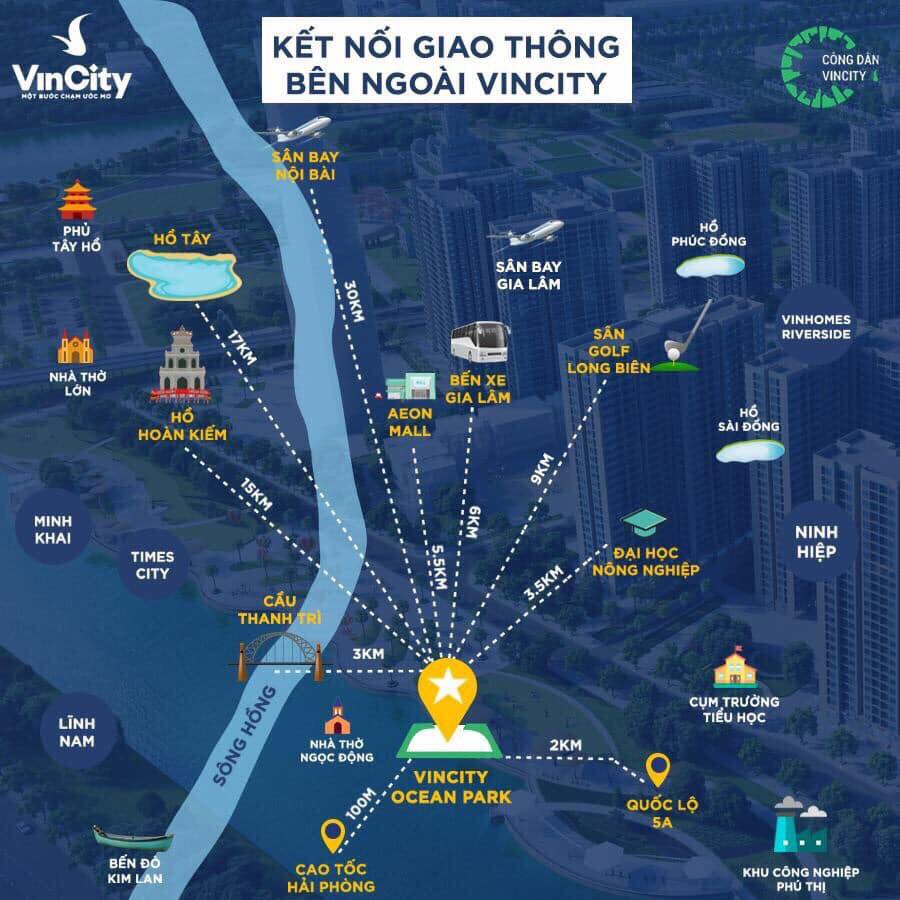 VinCity
MỘT BƯỚC CHẠM ƯỚC MƠ
KẾT NỐI GIAO THÔNG
BÊN NGOÀI VINCITY
CÔNG DÂN
VINCITY
SÂN BAY
NỘI BÀI
PHỦ
TÂY HỒ
HỒ TÂY
SÂN BAY
GIA LÂM
HỒ
PHÚC ĐỒNG
30KM
17KM
VINHOMES
RIVERSIDE
SÂN
GOLF
LONG BIÊN
NHÀ THỜ
LỚN
BẾN XE
GIA LÂM
AEON
MALL
HỒ
HOÀN KIẾM
HỒ
SÀI ĐỒNG
15KM
9KM
6KM
MINH
KHAI
NINH
HIỆP
TIMES
CITY
5.5KM
ĐẠI HỌC
NÔNG NGHIỆP
3.5KM
CẦU
THANH TRÌ
3KM
CỤM TRƯỜNG
TIỂU HỌC
LĨNH
NAM
SÔNG HỒNG
NHÀ THỜ
NGỌC ĐỘNG
2KM
VINCITY
OCEAN PARK
100M
QUỐC LỘ
5A
BẾN ĐÒ
KIM LAN
CAO TỐC
HẢI PHÒNG
KHU CÔNG NGHIỆP
PHÚ THỊ